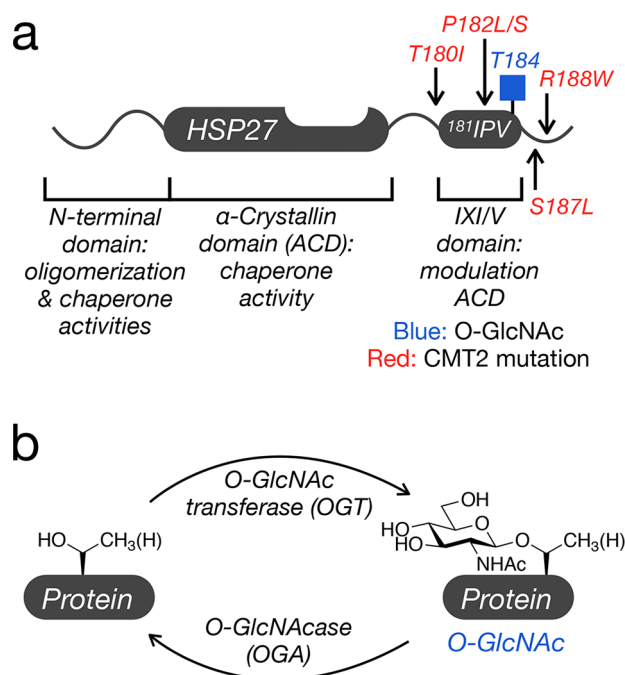 a
P182L/S
T180I
T184
R188W
HSP27
181IPV
S187L
N-terminal
domain:
oligomerization
& chaperone
activities
α-Crystallin
domain (ACD):
chaperone
activity
IXI/V
domain:
modulation
ACD
Blue: O-GlcNAc
Red: CMT2 mutation
b
O-GlcNAc
transferase (OGT)
HO
CH3(H)
Protein
OH
HO
HO
O
O
NHAc
CH3(H)
Protein
O-GlcNAc
O-GlcNAcase
(OGA)